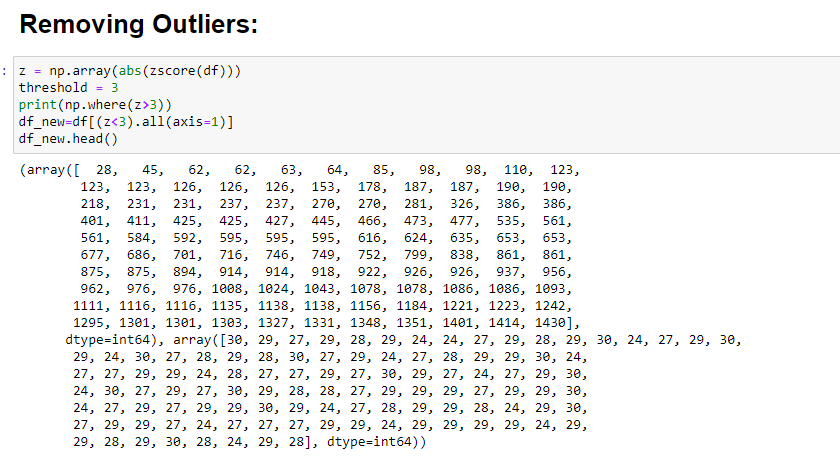 Removing Outliers:
: z = np.array(abs(zscore(df)))
threshold = 3
print(np.where(z>3))
df_new=df[(z<3).all(axis=1)]
df_new.head()
(array([  28,   45,   62,   62,   63,   64,   85,   98,   98,  110,  123,
123,  123,  126,  126,  126,  153,  178,  187,  187,  190,  190,
218,  231,  231,  237,  237,  270,  270,  281,  326,  386,  386,
401,  411,  425,  425,  427,  445,  466,  473,  477,  535,  561,
561,  584,  592,  595,  595,  595,  616,  624,  635,  653,  653,
677,  686,  701,  716,  746,  749,  752,  799,  838,  861,  861,
875,  875,  894,  914,  914,  918,  922,  926,  926,  937,  956,
962,  976,  976, 1008, 1024, 1043, 1078, 1078, 1086, 1086, 1093,
1111, 1116, 1116, 1135, 1138, 1138, 1156, 1184, 1221, 1223, 1242,
1295, 1301, 1301, 1303, 1327, 1331, 1348, 1351, 1401, 1414, 1430],
dtype=int64), array([30, 29, 27, 29, 28, 29, 24, 24, 27, 29, 28, 29, 30, 24, 27, 29, 30,
29, 24, 30, 27, 28, 29, 28, 30, 27, 29, 24, 27, 28, 29, 29, 30, 24,
27, 27, 29, 29, 24, 28, 27, 27, 29, 27, 30, 29, 27, 24, 27, 29, 30,
24, 30, 27, 29, 27, 30, 29, 28, 28, 27, 29, 29, 29, 27, 29, 29, 30,
24, 27, 29, 27, 29, 29, 30, 29, 24, 27, 28, 29, 29, 28, 24, 29, 30,
27, 29, 29, 27, 24, 27, 27, 27, 29, 29, 24, 29, 29, 29, 29, 24, 29,
29, 28, 29, 30, 28, 24, 29, 28], dtype=int64))